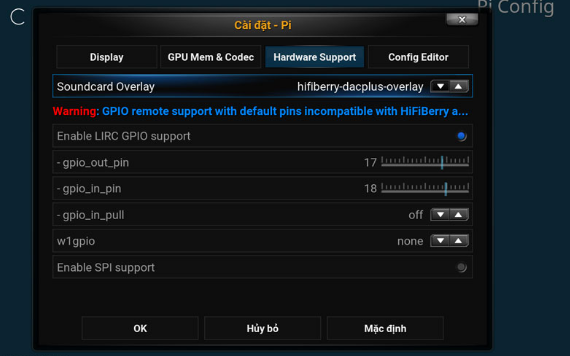 Pi Config
Cài đặt - Pi
Display GPU Mem & Codec Hardware Support Config Editor
Soundcard Overlay hifiberry-dacplus-overlay
Warning: GPIO remote support with default pins incompatible with HiFiBerry a...
Enable LIRC GPIO support
- gpio_out_pin 17
- gpio_in_pin 18
- gpio_in_pull off
w1gpio none
Enable SPI support
OK Hủy bỏ Mặc định